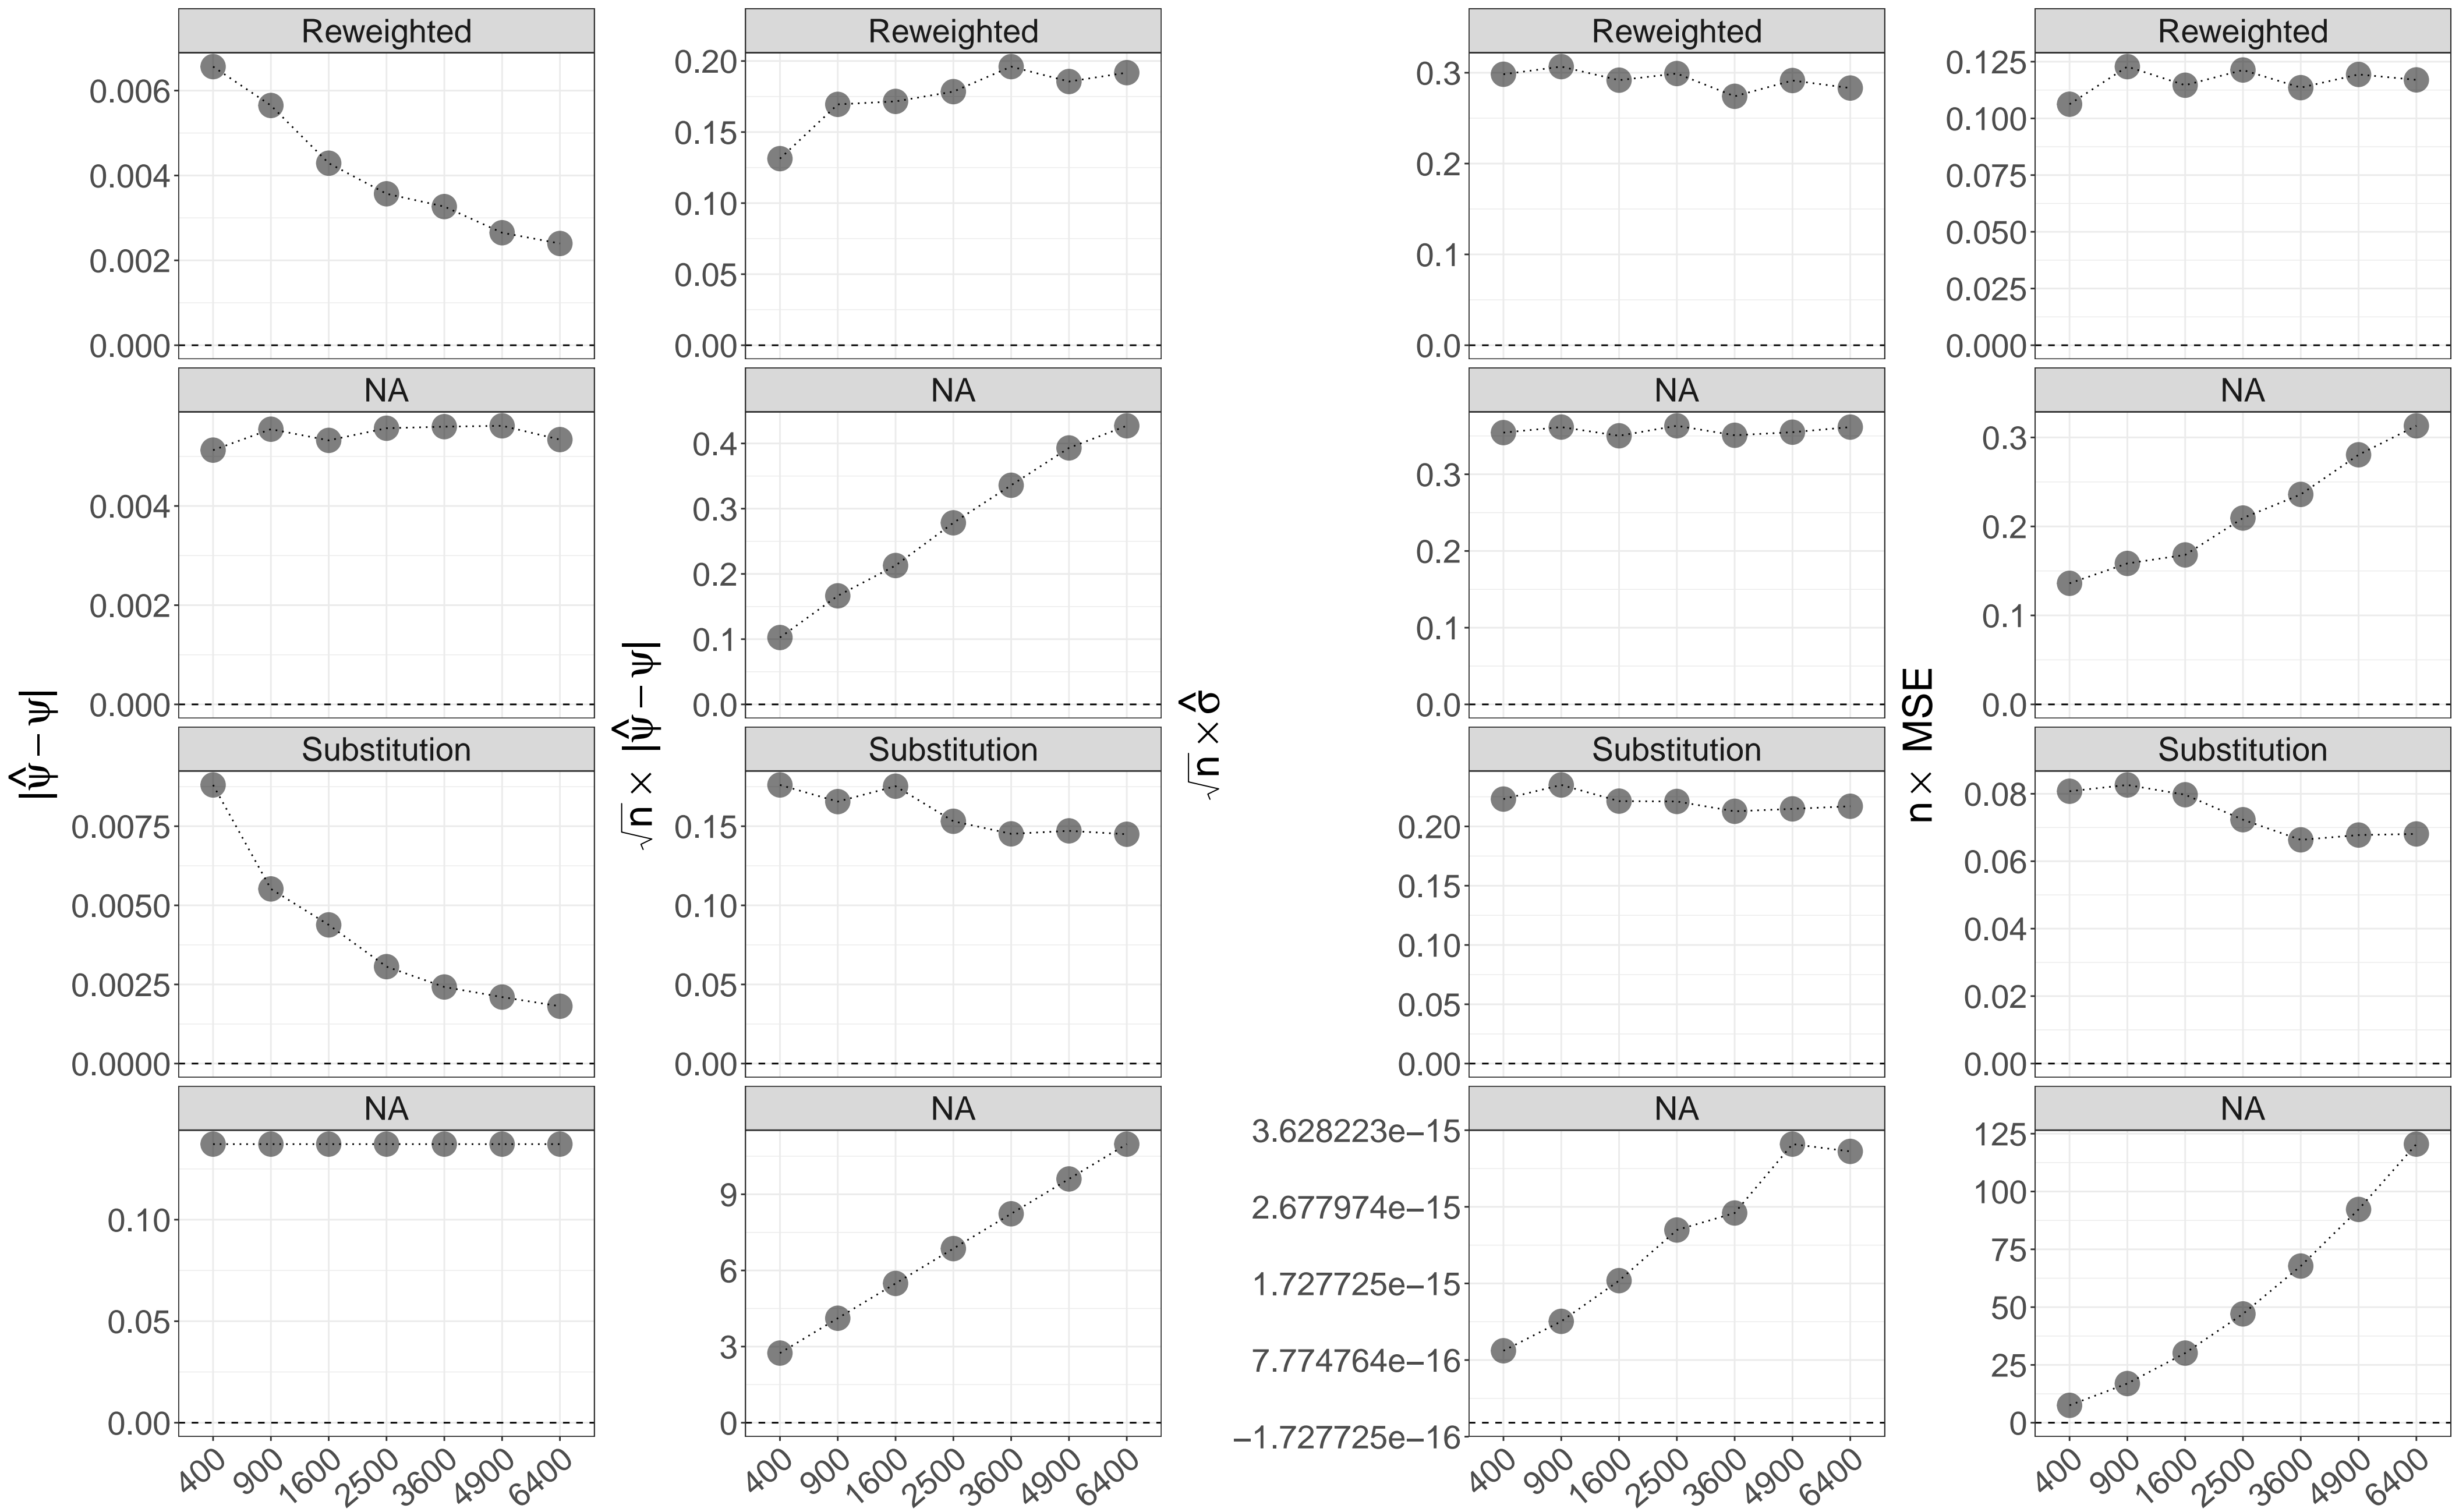 |ψ̂ − ψ|
Reweighted
0.006
0.004
0.002
0.000
NA
0.004
0.002
0.000
Substitution
0.0075
0.0050
0.0025
0.0000
NA
0.10
0.05
0.00
400 900 1600 2500 3600 4900 6400
√n × |ψ̂ − ψ|
Reweighted
0.20
0.15
0.10
0.05
0.00
NA
0.4
0.3
0.2
0.1
0.0
Substitution
0.15
0.10
0.05
0.00
NA
9
6
3
0
400 900 1600 2500 3600 4900 6400
√n × σ̂
Reweighted
0.3
0.2
0.1
0.0
NA
0.3
0.2
0.1
0.0
Substitution
0.20
0.15
0.10
0.05
0.00
NA
3.628223e−15
2.677974e−15
1.727725e−15
7.774764e−16
−1.727725e−16
400 900 1600 2500 3600 4900 6400
n × MSE
Reweighted
0.125
0.100
0.075
0.050
0.025
0.000
NA
0.3
0.2
0.1
0.0
Substitution
0.08
0.06
0.04
0.02
0.00
NA
125
100
75
50
25
0
400 900 1600 2500 3600 4900 6400